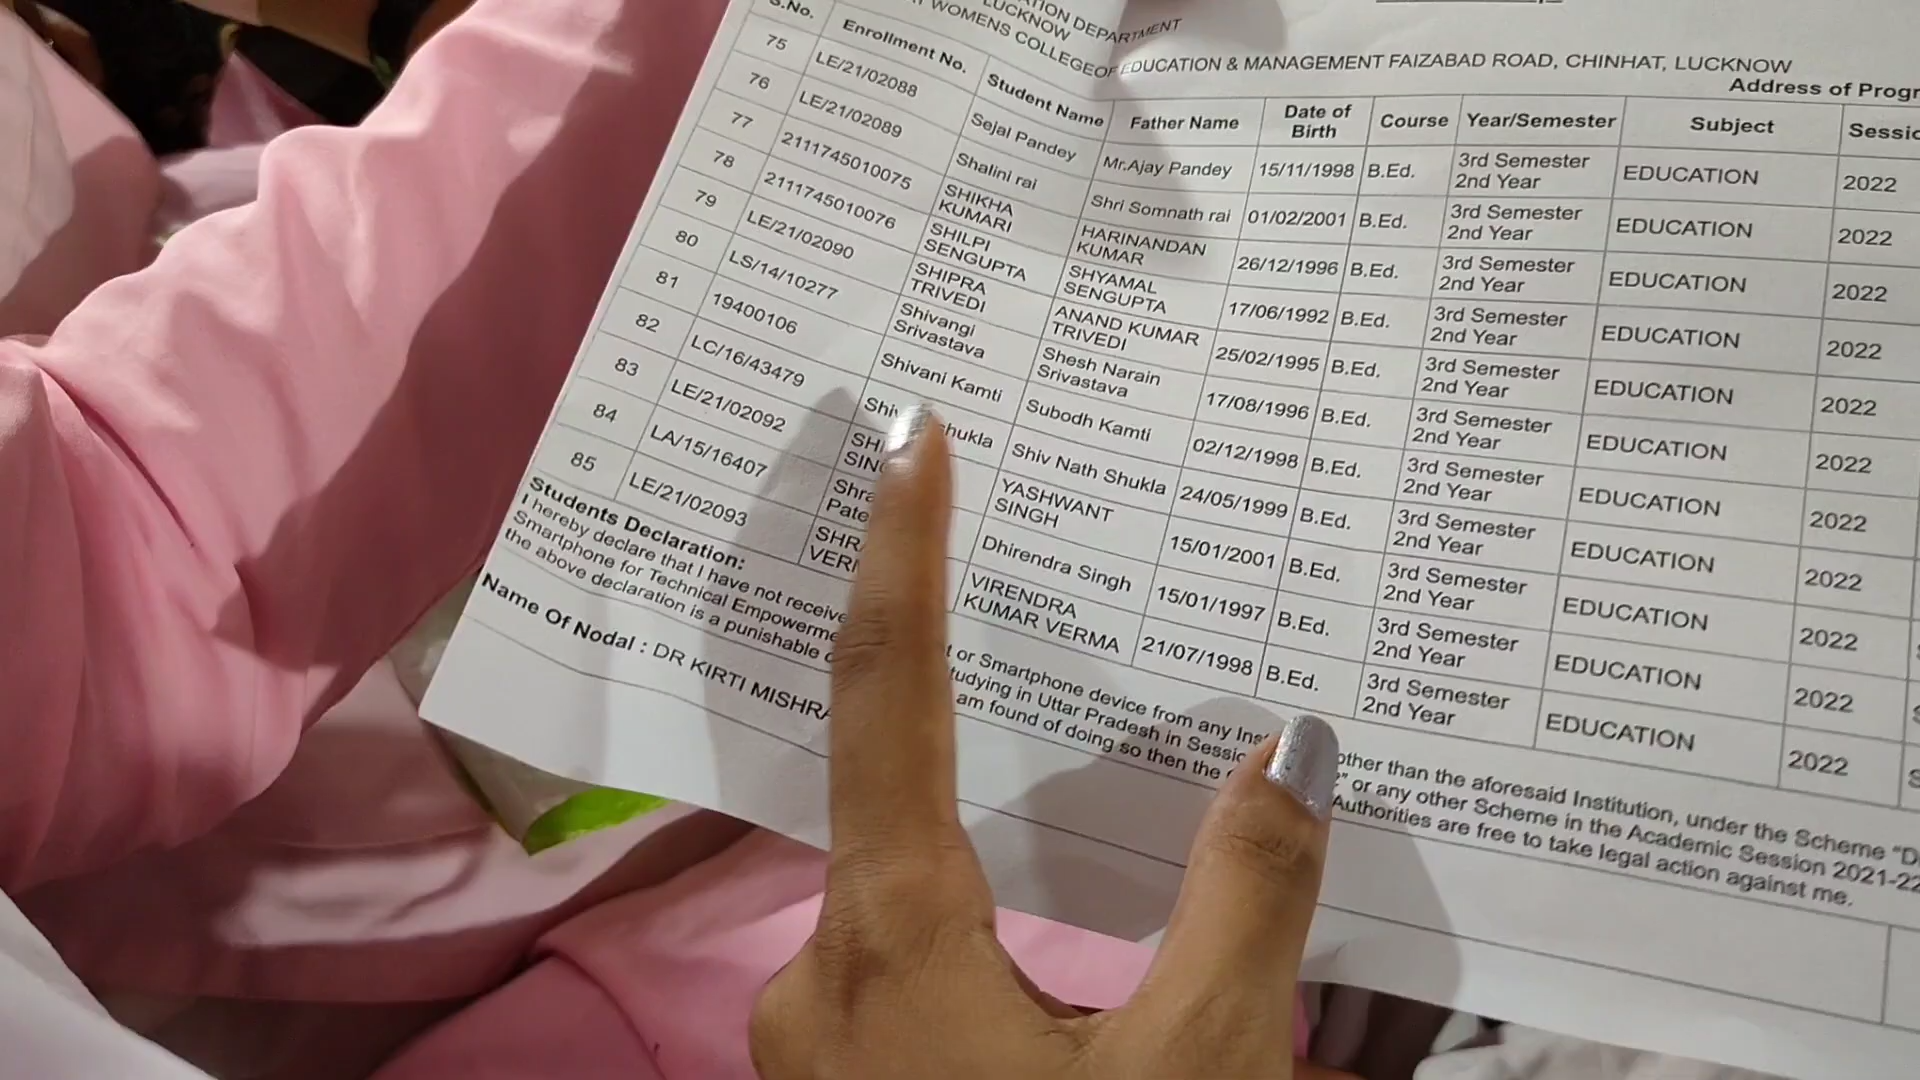 TION DEPARTMENT
LUCKNOW
WOMENS COLLEGEOF EDUCATION & MANAGEMENT FAIZABAD ROAD, CHINHAT, LUCKNOW
Address of Progr
S.No. Enrollment No. Student Name Father Name Date of Birth Course Year/Semester Subject Sessio
75 LE/21/02088 Sejal Pandey Mr.Ajay Pandey 15/11/1998 B.Ed. 3rd Semester 2nd Year EDUCATION 2022
76 LE/21/02089 Shalini rai Shri Somnath rai 01/02/2001 B.Ed. 3rd Semester 2nd Year EDUCATION 2022
77 2111745010075 SHIKHA KUMARI HARINANDAN KUMAR 26/12/1996 B.Ed. 3rd Semester 2nd Year EDUCATION 2022
78 2111745010076 SHILPI SENGUPTA SHYAMAL SENGUPTA 17/06/1992 B.Ed. 3rd Semester 2nd Year EDUCATION 2022
79 LE/21/02090 SHIPRA TRIVEDI ANAND KUMAR TRIVEDI 25/02/1995 B.Ed. 3rd Semester 2nd Year EDUCATION 2022
80 LS/14/10277 Shivangi Srivastava Shesh Narain Srivastava 17/08/1996 B.Ed. 3rd Semester 2nd Year EDUCATION 2022
81 19400106 Shivani Kamti Subodh Kamti 02/12/1998 B.Ed. 3rd Semester 2nd Year EDUCATION 2022
82 LC/16/43479 Shiv hukla Shiv Nath Shukla 24/05/1999 B.Ed. 3rd Semester 2nd Year EDUCATION 2022
83 LE/21/02092 SHI SING YASHWANT SINGH 15/01/2001 B.Ed. 3rd Semester 2nd Year EDUCATION 2022
84 LA/15/16407 Shra Pate Dhirendra Singh 15/01/1997 B.Ed. 3rd Semester 2nd Year EDUCATION 2022
85 LE/21/02093 SHRA VERM VIRENDRA KUMAR VERMA 21/07/1998 B.Ed. 3rd Semester 2nd Year EDUCATION 2022
Students Declaration:
I hereby declare that I have not receive t or Smartphone device from any Inst other than the aforesaid Institution, under the Scheme "D
Smartphone for Technical Empowerme tudying in Uttar Pradesh in Sessio " or any other Scheme in the Academic Session 2021-22
the above declaration is a punishable o am found of doing so then the Authorities are free to take legal action against me.
Name Of Nodal : DR KIRTI MISHRA